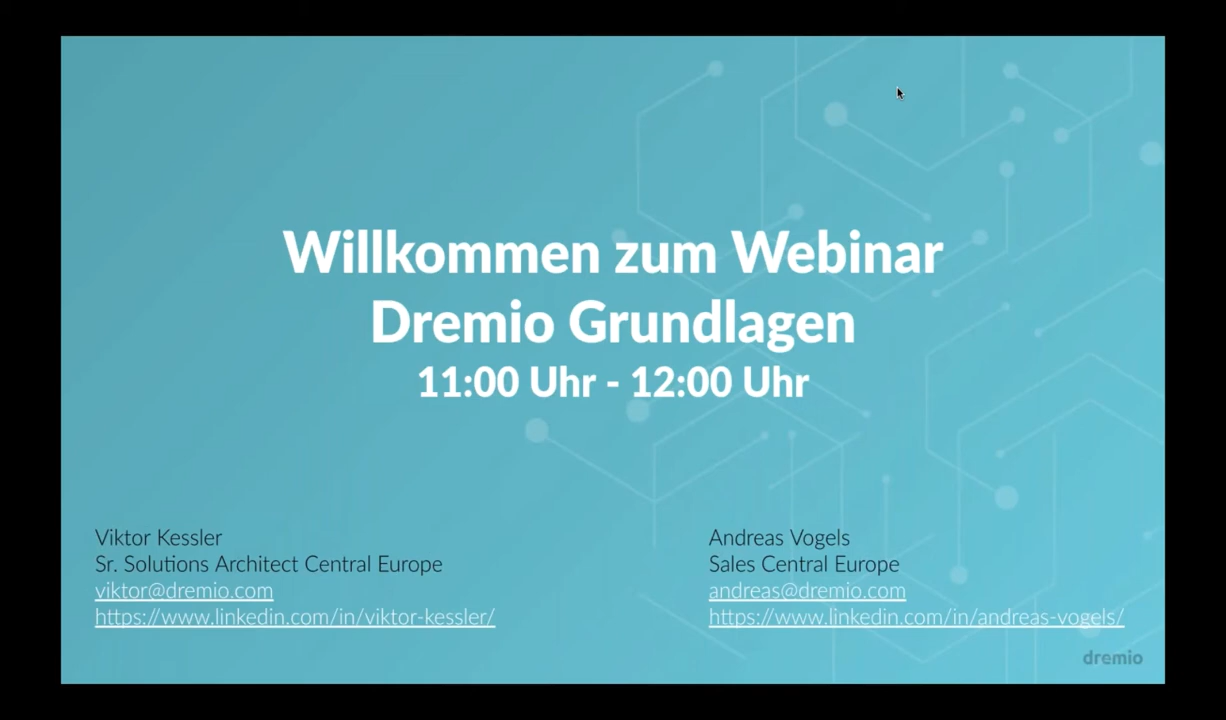 Willkommen zum Webinar
Dremio Grundlagen
11:00 Uhr - 12:00 Uhr
Viktor Kessler
Sr. Solutions Architect Central Europe
viktor@dremio.com
https://www.linkedin.com/in/viktor-kessler/
Andreas Vogels
Sales Central Europe
andreas@dremio.com
https://www.linkedin.com/in/andreas-vogels/
dremio